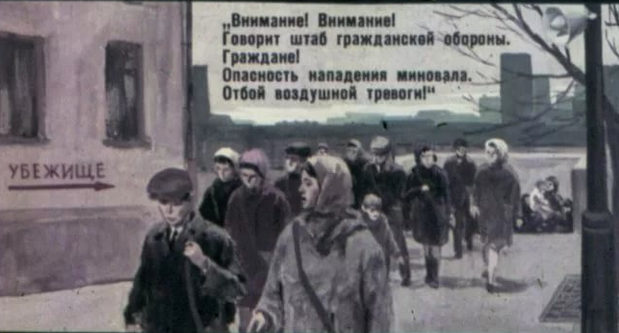 „Внимание! Внимание!
Говорит штаб гражданской обороны.
Граждане!
Опасность нападения миновала.
Отбой воздушной тревоги!“
УБЕЖИЩЕ